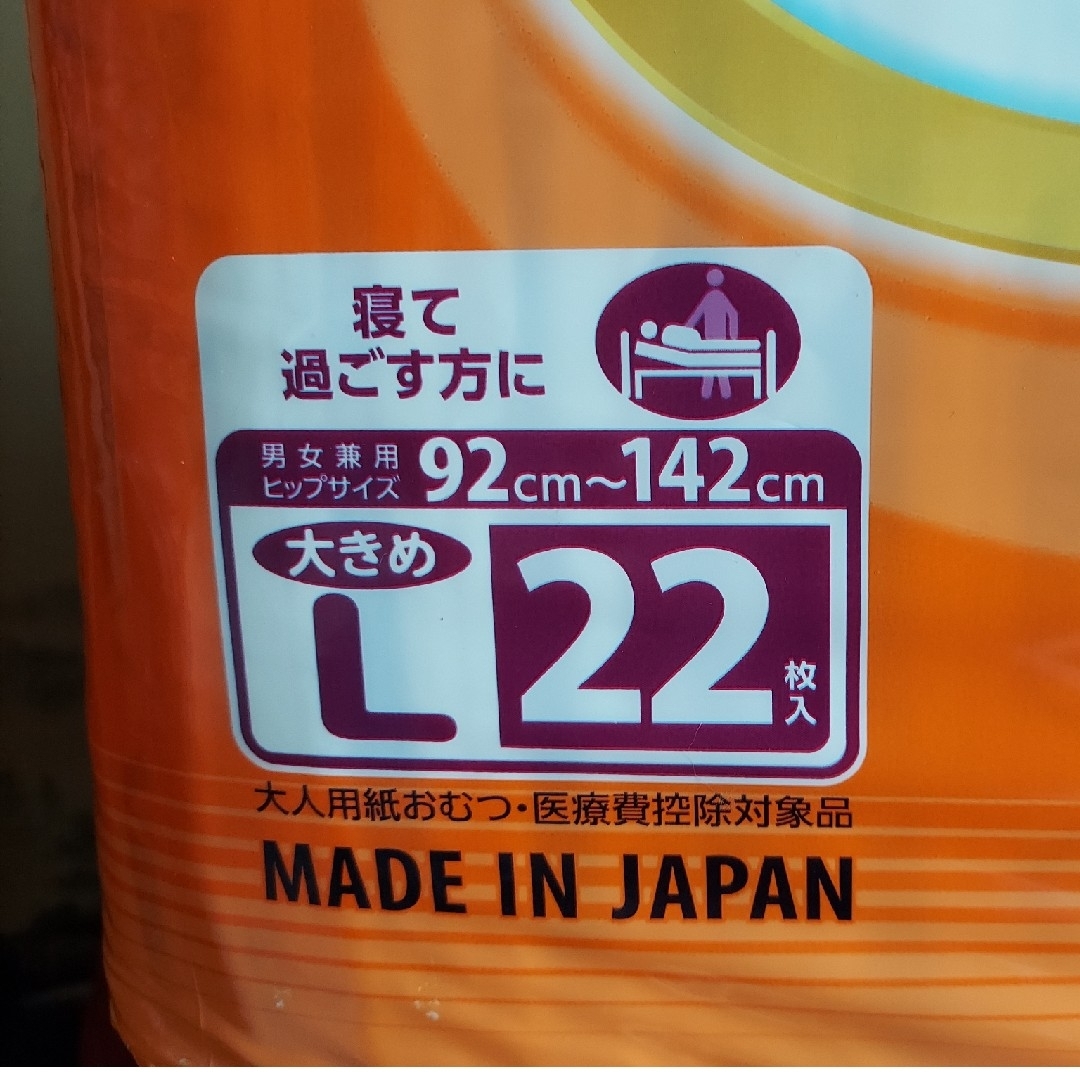 寝て
過ごす方に
男女兼用
ヒップサイズ 92cm～142cm
大きめ
L
22枚入
大人用紙おむつ・医療費控除対象品
MADE IN JAPAN